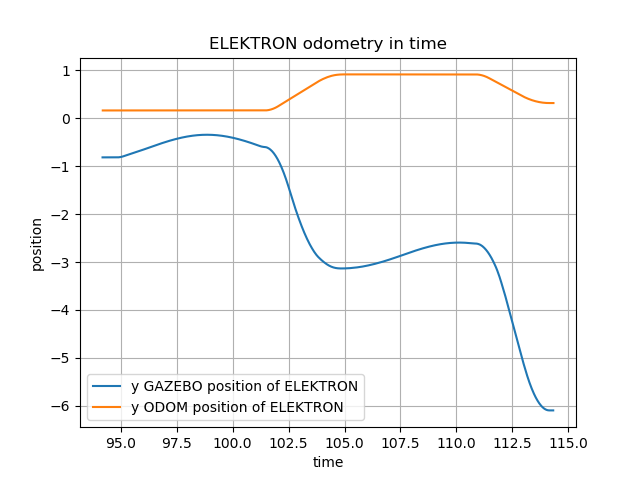 ELEKTRON odometry in time
1
0
−1
−2
−3
−4
−5
−6
position
y GAZEBO position of ELEKTRON
y ODOM position of ELEKTRON
95.0 97.5 100.0 102.5 105.0 107.5 110.0 112.5 115.0
time